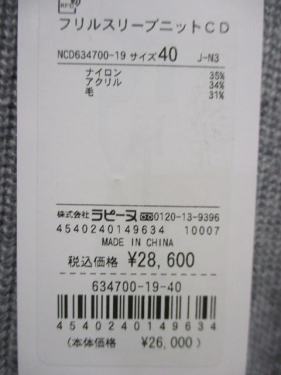 フリルスリーブニットCD
NCD634700-19 サイズ 40 J-N3
ナイロン 35%
アクリル 34%
毛 31%
株式会社 ラピーヌ 0120-13-9396
4540240149634 10007
MADE IN CHINA
税込価格 ¥28,600
634700-19-40
4540240149634
(本体価格 ¥26,000)